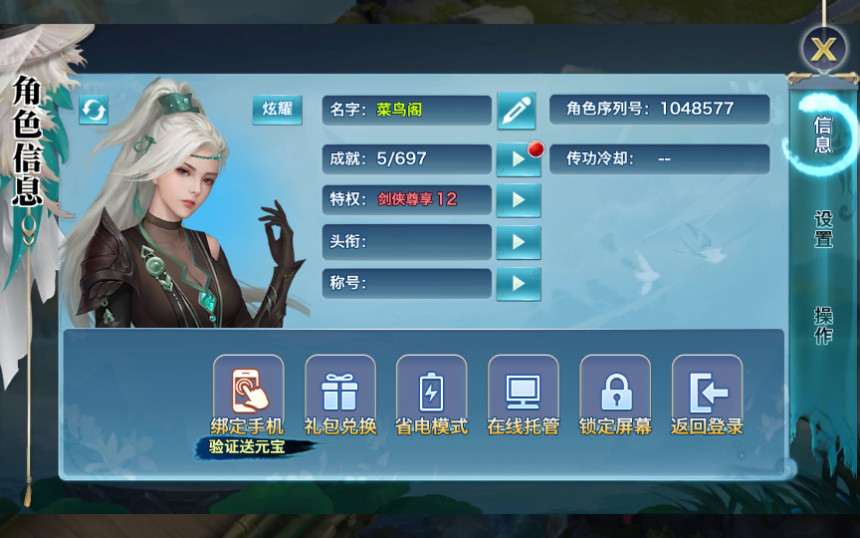 角色信息
炫耀
名字：菜鸟阁
角色序列号：1048577
成就：5/697
传功冷却：--
特权：剑侠尊享12
头衔：
称号：
信息
设置
操作
绑定手机
礼包兑换
省电模式
在线托管
锁定屏幕
返回登录
验证送元宝